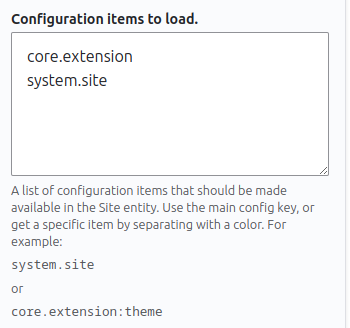 Configuration items to load.
core.extension
system.site
A list of configuration items that should be made
available in the Site entity. Use the main config key, or
get a specific item by separating with a color. For
example:
system.site
or
core.extension:theme